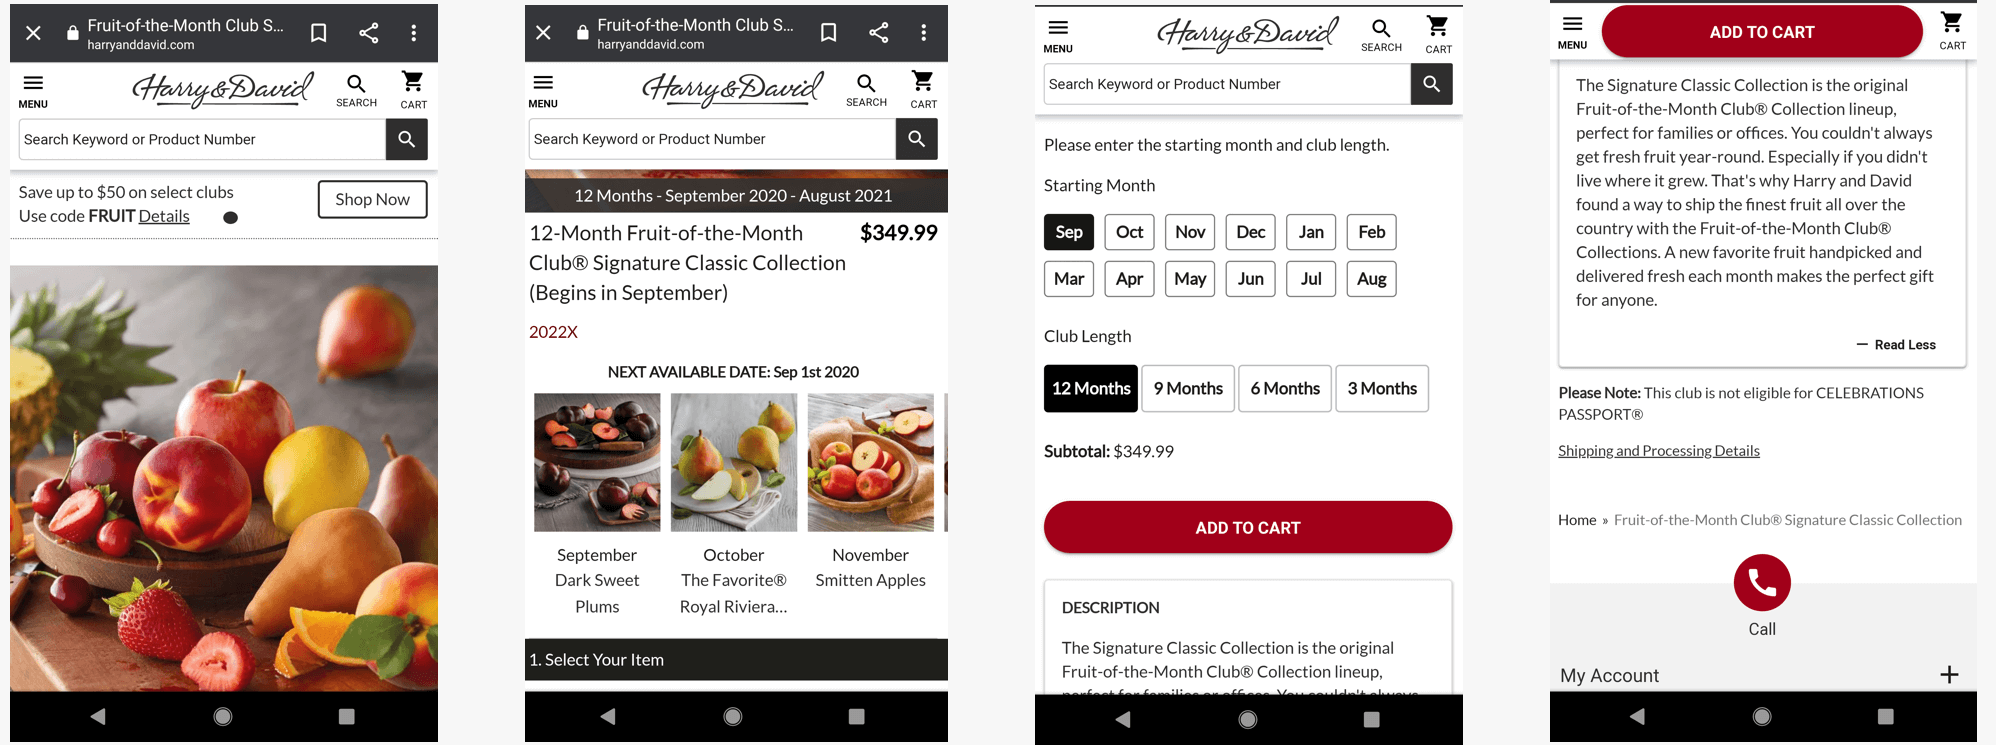 Fruit-of-the-Month Club S...
harryanddavid.com
MENU
Harry & David
SEARCH
CART
Search Keyword or Product Number
Save up to $50 on select clubs
Use code FRUIT Details
Shop Now
Fruit-of-the-Month Club S...
harryanddavid.com
MENU
Harry & David
SEARCH
CART
Search Keyword or Product Number
12 Months - September 2020 - August 2021
12-Month Fruit-of-the-Month
Club® Signature Classic Collection
(Begins in September)
$349.99
2022X
NEXT AVAILABLE DATE: Sep 1st 2020
September
Dark Sweet
Plums
October
The Favorite®
Royal Riviera...
November
Smitten Apples
1. Select Your Item
MENU
Harry & David
SEARCH
CART
Search Keyword or Product Number
Please enter the starting month and club length.
Starting Month
Sep Oct Nov Dec Jan Feb
Mar Apr May Jun Jul Aug
Club Length
12 Months 9 Months 6 Months 3 Months
Subtotal: $349.99
ADD TO CART
DESCRIPTION
The Signature Classic Collection is the original
Fruit-of-the-Month Club® Collection lineup,
perfect for families or offices. You couldn't always
MENU
ADD TO CART
CART
The Signature Classic Collection is the original
Fruit-of-the-Month Club® Collection lineup,
perfect for families or offices. You couldn't always
get fresh fruit year-round. Especially if you didn't
live where it grew. That's why Harry and David
found a way to ship the finest fruit all over the
country with the Fruit-of-the-Month Club®
Collections. A new favorite fruit handpicked and
delivered fresh each month makes the perfect gift
for anyone.
— Read Less
Please Note: This club is not eligible for CELEBRATIONS
PASSPORT®
Shipping and Processing Details
Home » Fruit-of-the-Month Club® Signature Classic Collection
Call
My Account +